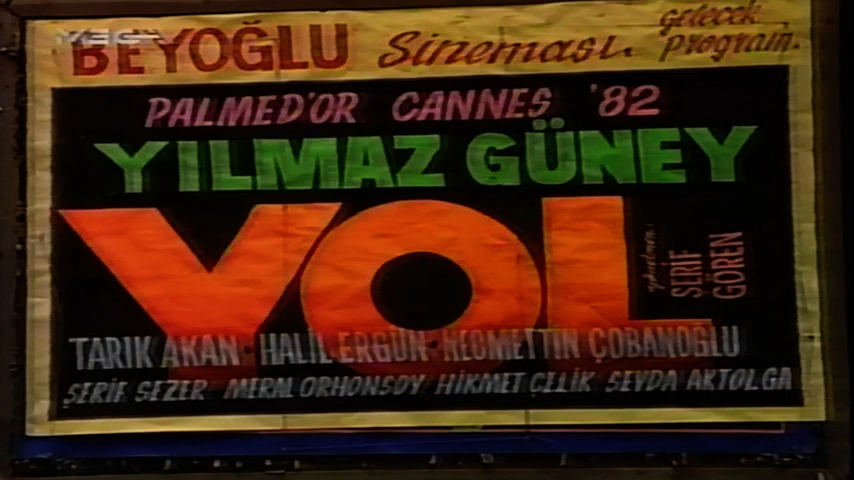 BEYOĞLU Sineması. gelecek program.
PALMED'OR CANNES '82
YILMAZ GÜNEY
YOL
yönetmen: ŞERİF GÖREN
TARIK AKAN · HALİL ERGÜN · NECMETTİN ÇOBANOĞLU
ŞERİF SEZER MERAL ORHONSOY HİKMET ÇELİK SEVDA AKTOLGA